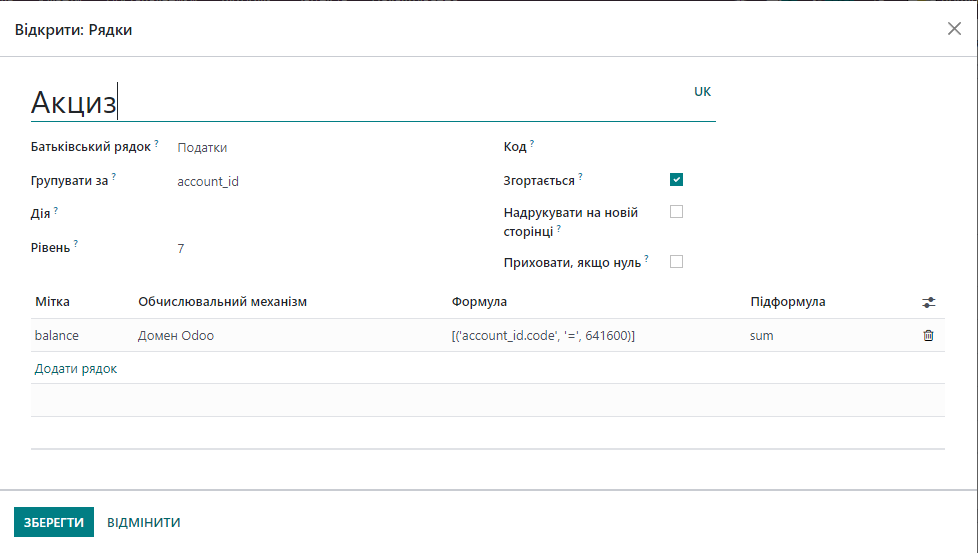 Відкрити: Рядки
Акциз
UK
Батьківський рядок ? Податки
Код ?
Групувати за ? account_id
Згортається ?
Дія ?
Надрукувати на новій
сторінці ?
Рівень ? 7
Приховати, якщо нуль ?
Мітка Обчислювальний механізм Формула Підформула
balance Домен Odoo [('account_id.code', '=', 641600)] sum
Додати рядок
ЗБЕРЕГТИ ВІДМІНИТИ